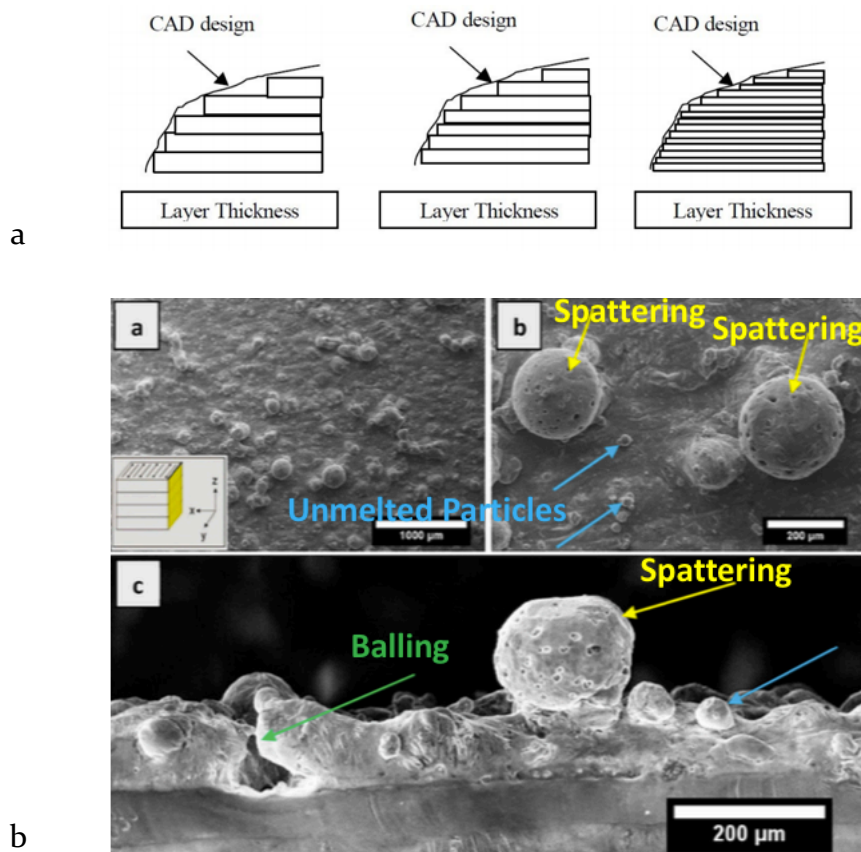 CAD design
CAD design
CAD design
Layer Thickness
Layer Thickness
Layer Thickness
a
a
b
Spattering
Spattering
Unmelted Particles
z
x
y
1000 µm
200 µm
c
Spattering
Balling
200 µm
b